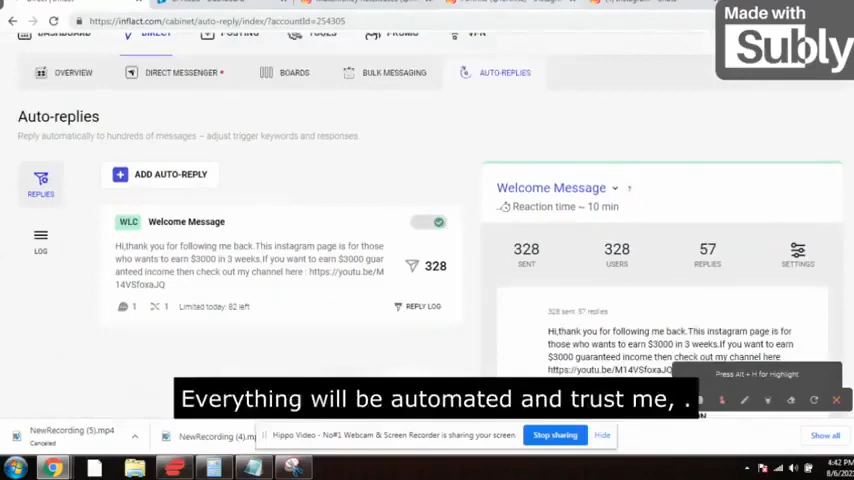 Made with
Subly
https://inflact.com/cabinet/auto-reply/index/?accountId=254305
DIRECT POSTING TOOLS PROMO VPN
OVERVIEW DIRECT MESSENGER BOARDS BULK MESSAGING AUTO-REPLIES
Auto-replies
Reply automatically to hundreds of messages – adjust trigger keywords and responses.
REPLIES
LOG
+ ADD AUTO-REPLY
WLC Welcome Message
Hi,thank you for following me back.This instagram page is for those
who wants to earn $3000 in 3 weeks.If you want to earn $3000 guar
anteed income then check out my channel here : https://youtu.be/M
14VSfoxaJQ
328
1 1 Limited today: 82 left
REPLY LOG
Welcome Message ?
Reaction time ~ 10 min
328 328 57
SENT USERS REPLIES SETTINGS
328 sent: 57 replies
Hi,thank you for following me back.This instagram page is for
those who wants to earn $3000 in 3 weeks.If you want to earn
$3000 guaranteed income then check out my channel
here : https://youtu.be/M14VSfoxaJQ
Press Alt + H for Highlight
Everything will be automated and trust me, .
NewRecording (5).mp4
Canceled
NewRecording (4).mp
Hippo Video - No#1 Webcam & Screen Recorder is sharing your screen.
Stop sharing
Hide
Show all
4:42 PM